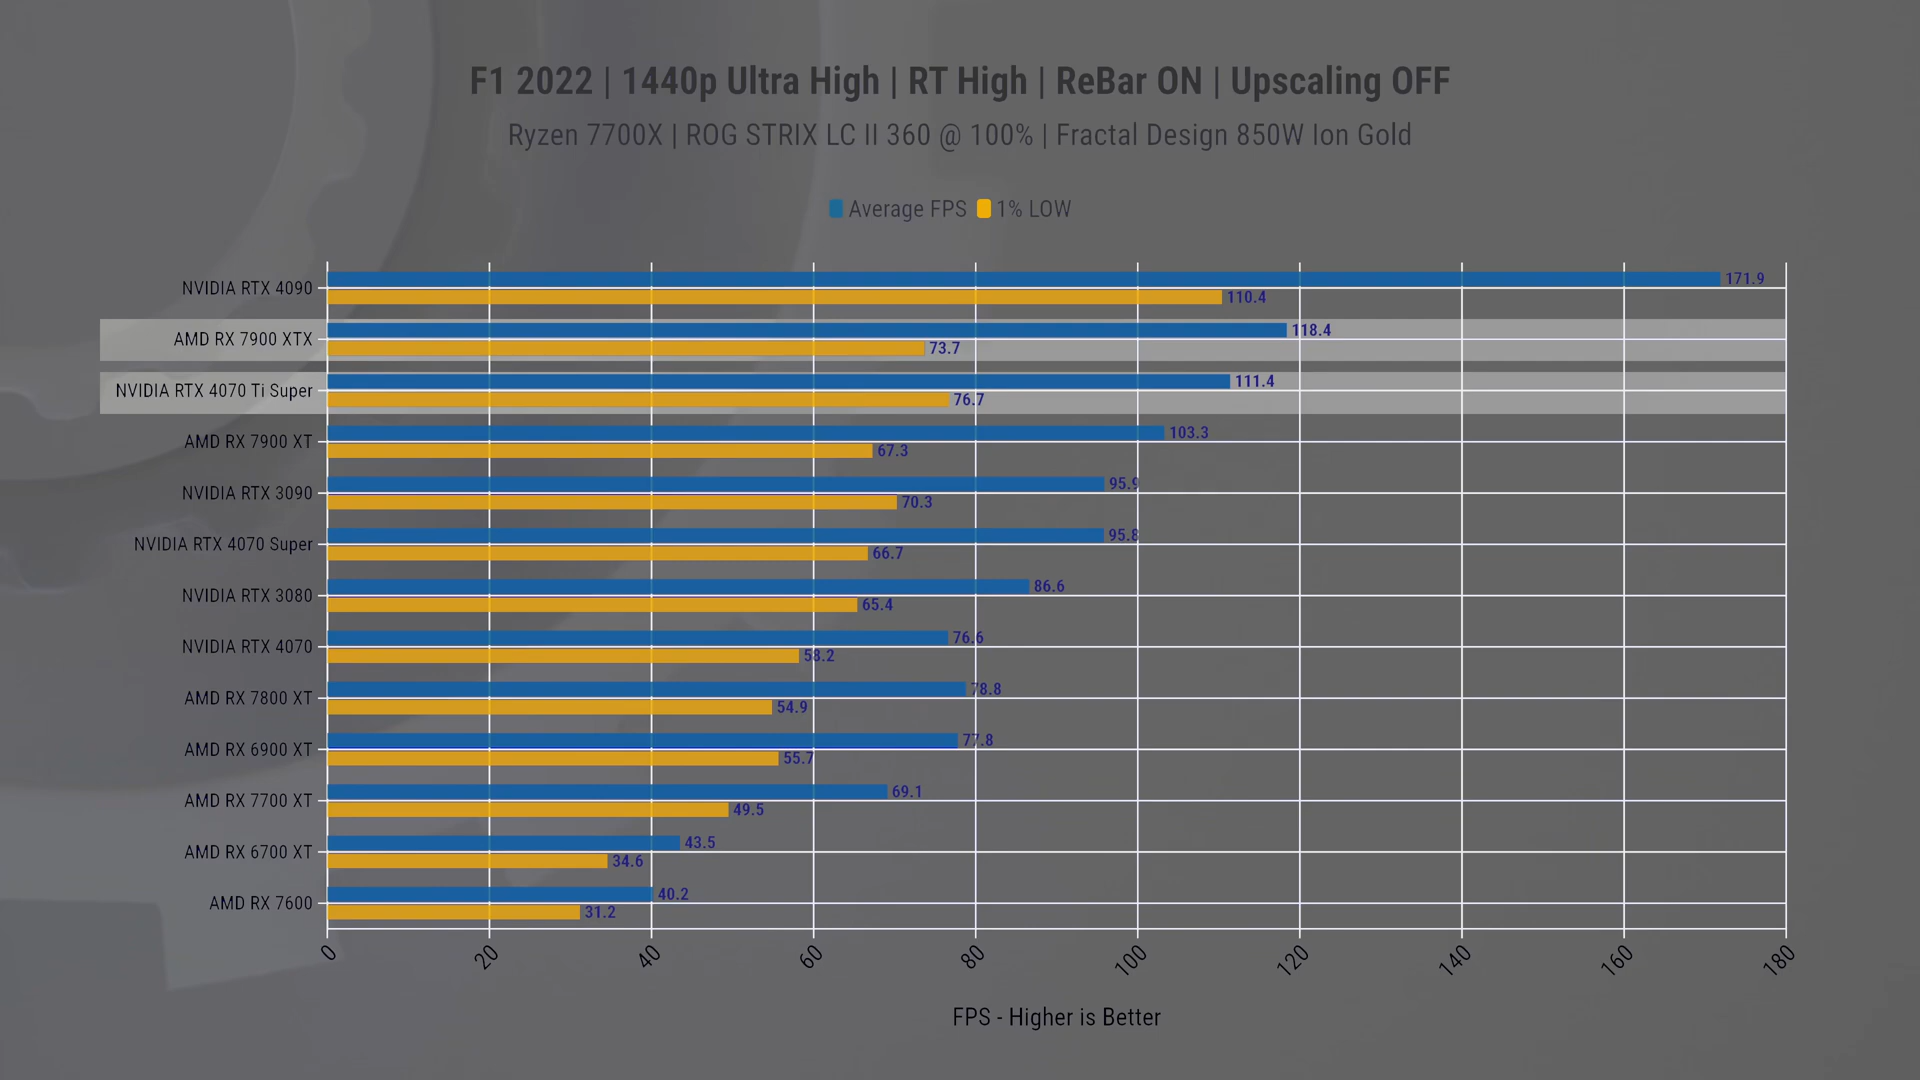 F1 2022 | 1440p Ultra High | RT High | ReBar ON | Upscaling OFF
Ryzen 7700X | ROG STRIX LC II 360 @ 100% | Fractal Design 850W Ion Gold
Average FPS 1% LOW
NVIDIA RTX 4090 171.9
110.4
AMD RX 7900 XTX 118.4
73.7
NVIDIA RTX 4070 Ti Super 111.4
76.7
AMD RX 7900 XT 103.3
67.3
NVIDIA RTX 3090 95.9
70.3
NVIDIA RTX 4070 Super 95.8
66.7
NVIDIA RTX 3080 86.6
65.4
NVIDIA RTX 4070 76.6
58.2
AMD RX 7800 XT 78.8
54.9
AMD RX 6900 XT 77.8
55.7
AMD RX 7700 XT 69.1
49.5
AMD RX 6700 XT 43.5
34.6
AMD RX 7600 40.2
31.2
0 20 40 60 80 100 120 140 160 180
FPS - Higher is Better